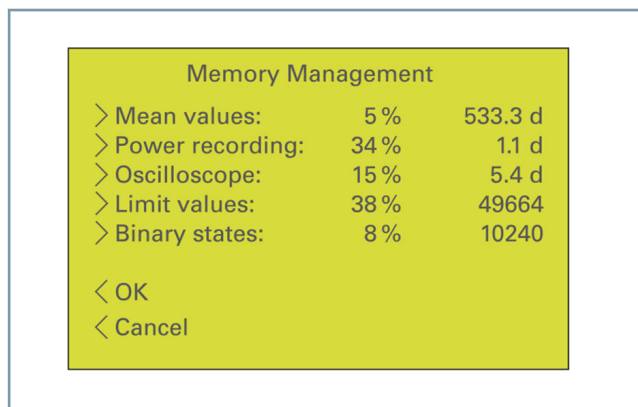 Memory Management
> Mean values: 5 % 533.3 d
> Power recording: 34 % 1.1 d
> Oscilloscope: 15 % 5.4 d
> Limit values: 38 % 49664
> Binary states: 8 % 10240
< OK
< Cancel